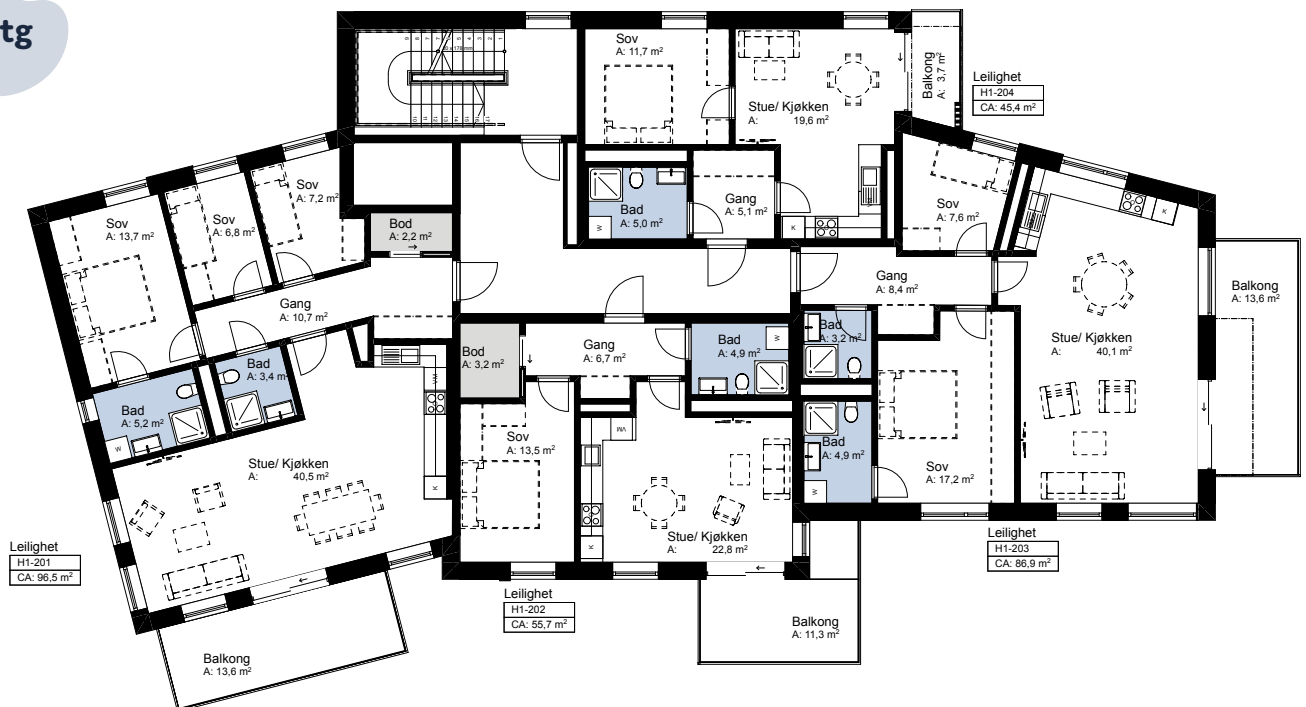 tg
Sov
A: 11,7 m²
Stue/ Kjøkken
A: 19,6 m²
Balkong
A: 3,7 m²
Leilighet
H1-204
CA: 45,4 m²
Sov
A: 13,7 m²
Sov
A: 6,8 m²
Sov
A: 7,2 m²
Bod
A: 2,2 m²
Bad
A: 5,0 m²
W
Gang
A: 5,1 m²
K
Sov
A: 7,6 m²
K
Gang
A: 10,7 m²
Gang
A: 8,4 m²
Balkong
A: 13,6 m²
Stue/ Kjøkken
A: 40,1 m²
Bad
A: 5,2 m²
W
Bad
A: 3,4 m
VM
K
Bod
A: 3,2 m²
Gang
A: 6,7 m²
Bad
A: 4,9 m²
W
Bad
A: 3,2 m²
Stue/ Kjøkken
A: 40,5 m²
Sov
A: 13,5 m²
VM
K
Stue/ Kjøkken
A: 22,8 m²
Bad
A: 4,9 m²
W
Sov
A: 17,2 m²
Leilighet
H1-201
CA: 96,5 m²
Leilighet
H1-202
CA: 55,7 m²
Leilighet
H1-203
CA: 86,9 m²
Balkong
A: 13,6 m²
Balkong
A: 11,3 m²